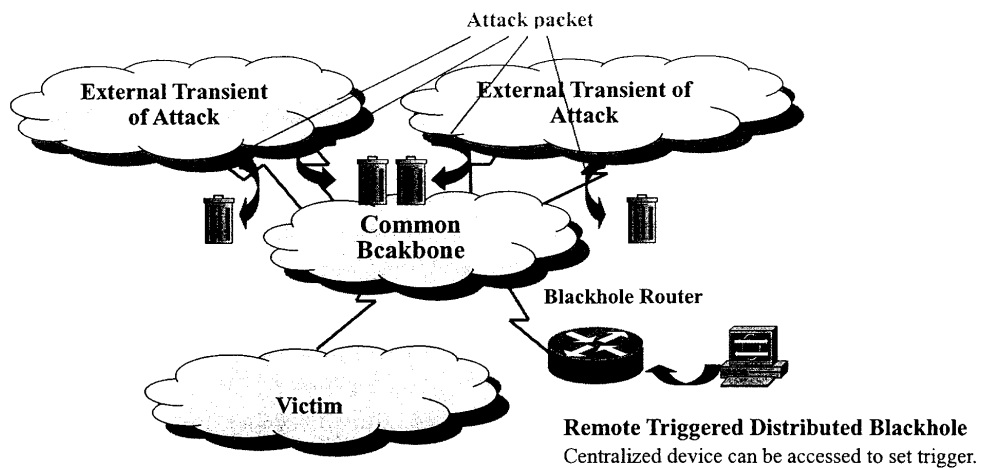 Attack packet
External Transient
of Attack
External Transient of
Attack
Common
Bcakbone
Blackhole Router
Victim
Remote Triggered Distributed Blackhole
Centralized device can be accessed to set trigger.